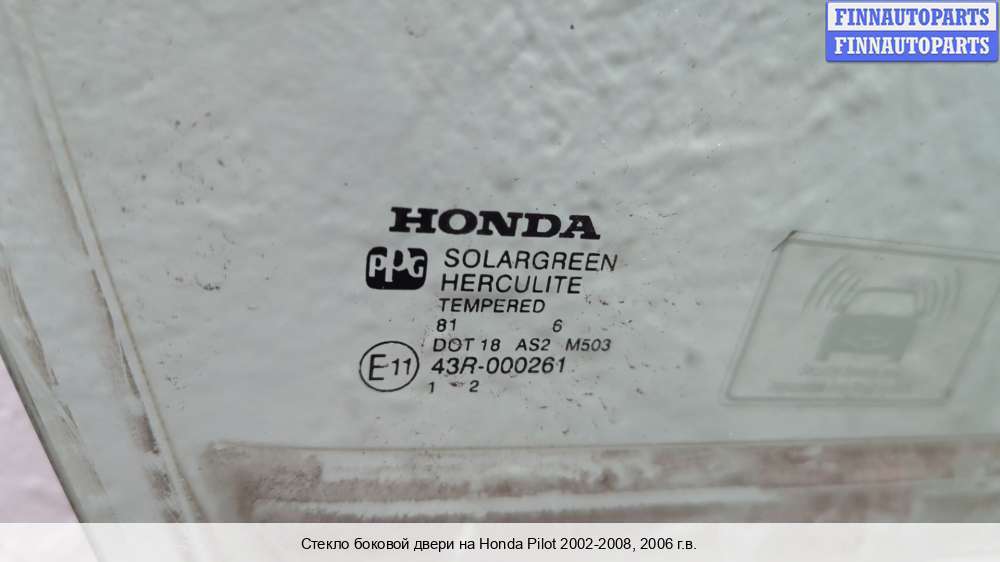 FINNAUTOPARTS
FINNAUTOPARTS
HONDA
PPG SOLARGREEN
HERCULITE
TEMPERED
81 6
DOT 18 AS2 M503
E11 43R-000261
1 2
Стекло боковой двери на Honda Pilot 2002-2008, 2006 г.в.